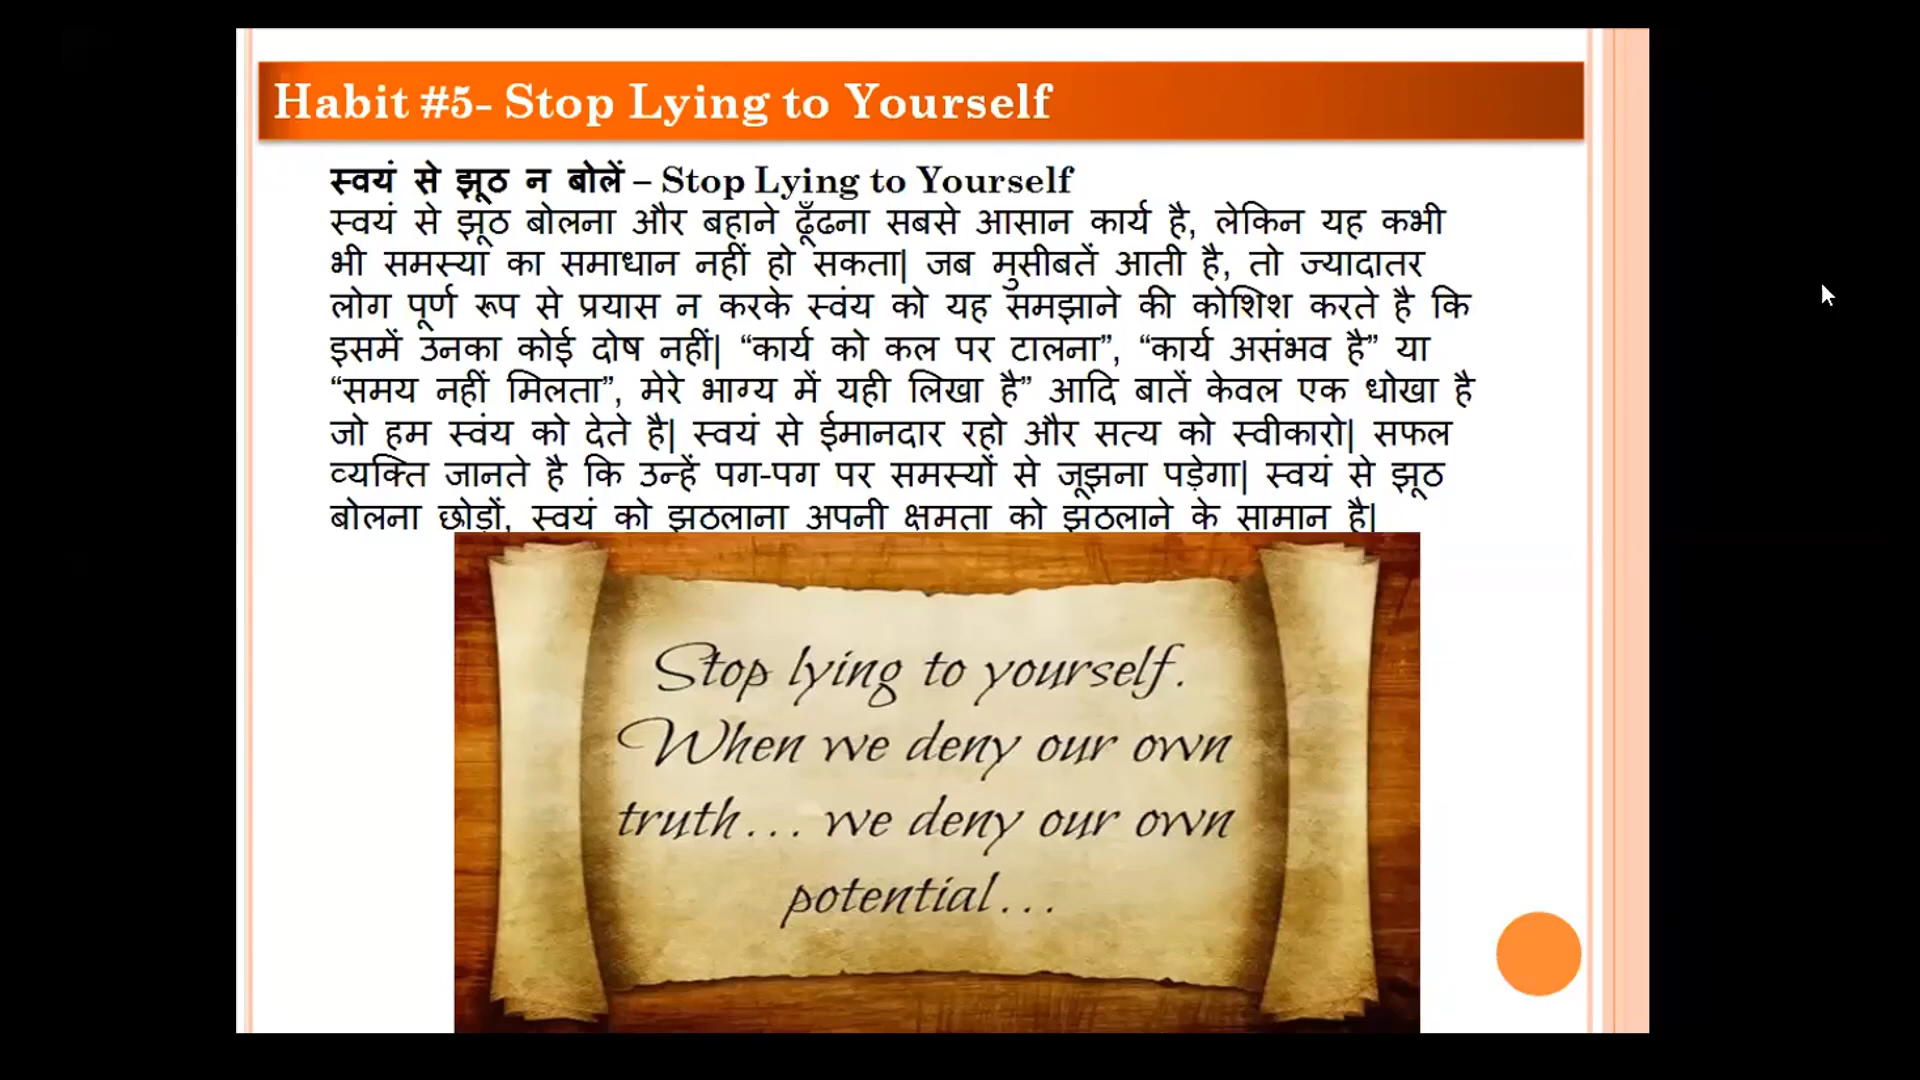 Habit #5- Stop Lying to Yourself
स्वयं से झूठ न बोलें – Stop Lying to Yourself
स्वयं से झूठ बोलना और बहाने ढूँढना सबसे आसान कार्य है, लेकिन यह कभी
भी समस्या का समाधान नहीं हो सकता| जब मुसीबतें आती है, तो ज्यादातर
लोग पूर्ण रूप से प्रयास न करके स्वंय को यह समझाने की कोशिश करते है कि
इसमें उनका कोई दोष नहीं| “कार्य को कल पर टालना”, “कार्य असंभव है” या
“समय नहीं मिलता”, मेरे भाग्य में यही लिखा है” आदि बातें केवल एक धोखा है
जो हम स्वंय को देते है| स्वयं से ईमानदार रहो और सत्य को स्वीकारो| सफल
व्यक्ति जानते है कि उन्हें पग-पग पर समस्यों से जूझना पड़ेगा| स्वयं से झूठ
बोलना छोड़ों, स्वयं को झुठलाना अपनी क्षमता को झुठलाने के सामान है|
Stop lying to yourself.
When we deny our own
truth... we deny our own
potential...